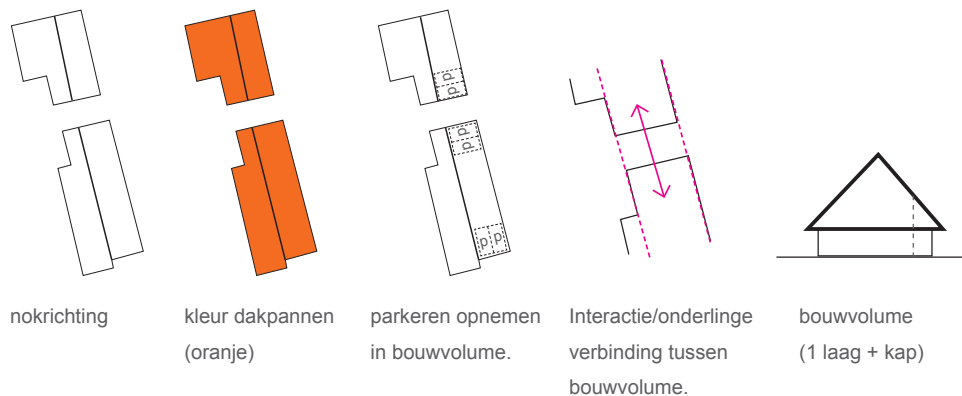 p
p
p
p
p p
nokrichting
kleur dakpannen
(oranje)
parkeren opnemen
in bouwvolume.
Interactie/onderlinge
verbinding tussen
bouwvolume.
bouwvolume
(1 laag + kap)